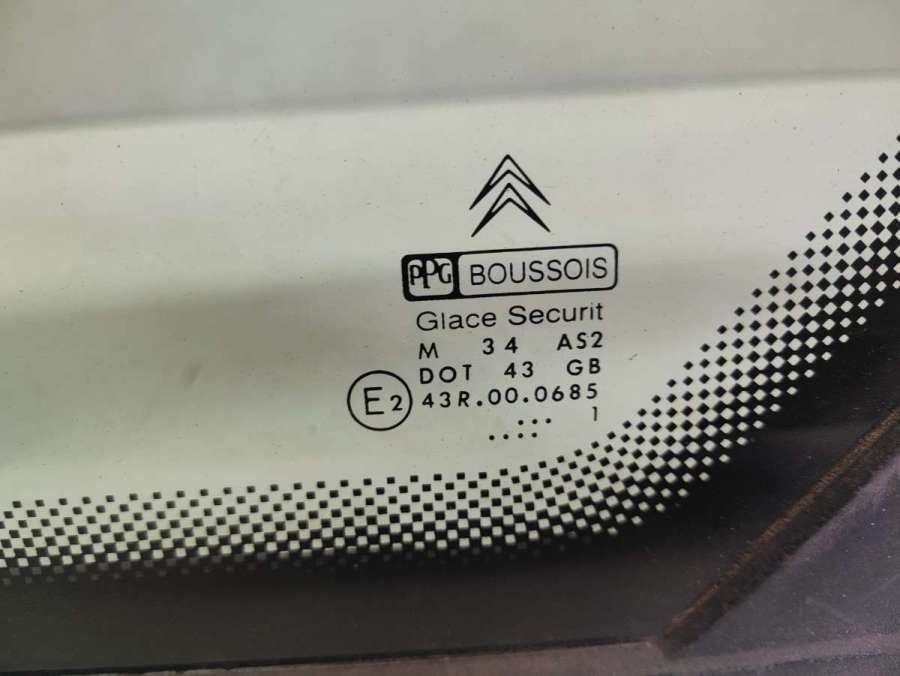 PPG BOUSSOIS
Glace Securit
M 34 AS2
DOT 43 GB
E2 43R.00.0685
1